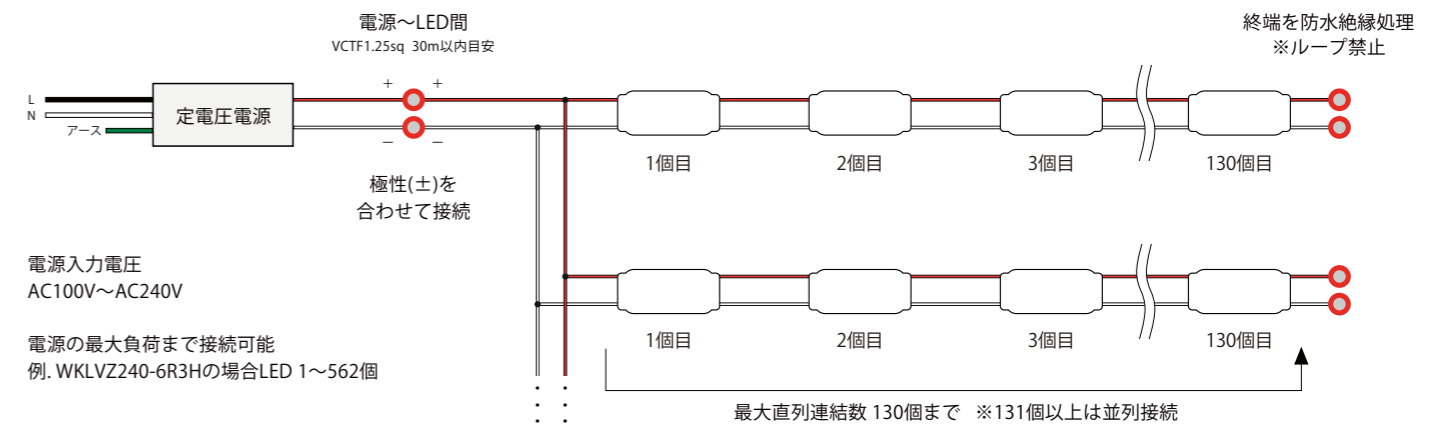 電源～LED間
VCTF1.25sq 30m以内目安
終端を防水絶縁処理
※ループ禁止
L
N
アース
定電圧電源
＋ ＋
－ －
極性(±)を
合わせて接続
1個目 2個目 3個目 130個目
電源入力電圧
AC100V～AC240V
電源の最大負荷まで接続可能
例. WKLVZ240-6R3Hの場合LED 1～562個
1個目 2個目 3個目 130個目
最大直列連結数 130個まで ※131個以上は並列接続